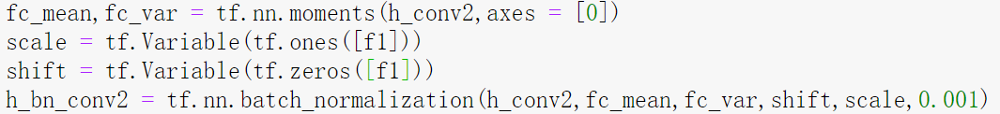 fc_mean,fc_var = tf.nn.moments(h_conv2,axes = [0])
scale = tf.Variable(tf.ones([f1]))
shift = tf.Variable(tf.zeros([f1]))
h_bn_conv2 = tf.nn.batch_normalization(h_conv2,fc_mean,fc_var,shift,scale,0.001)